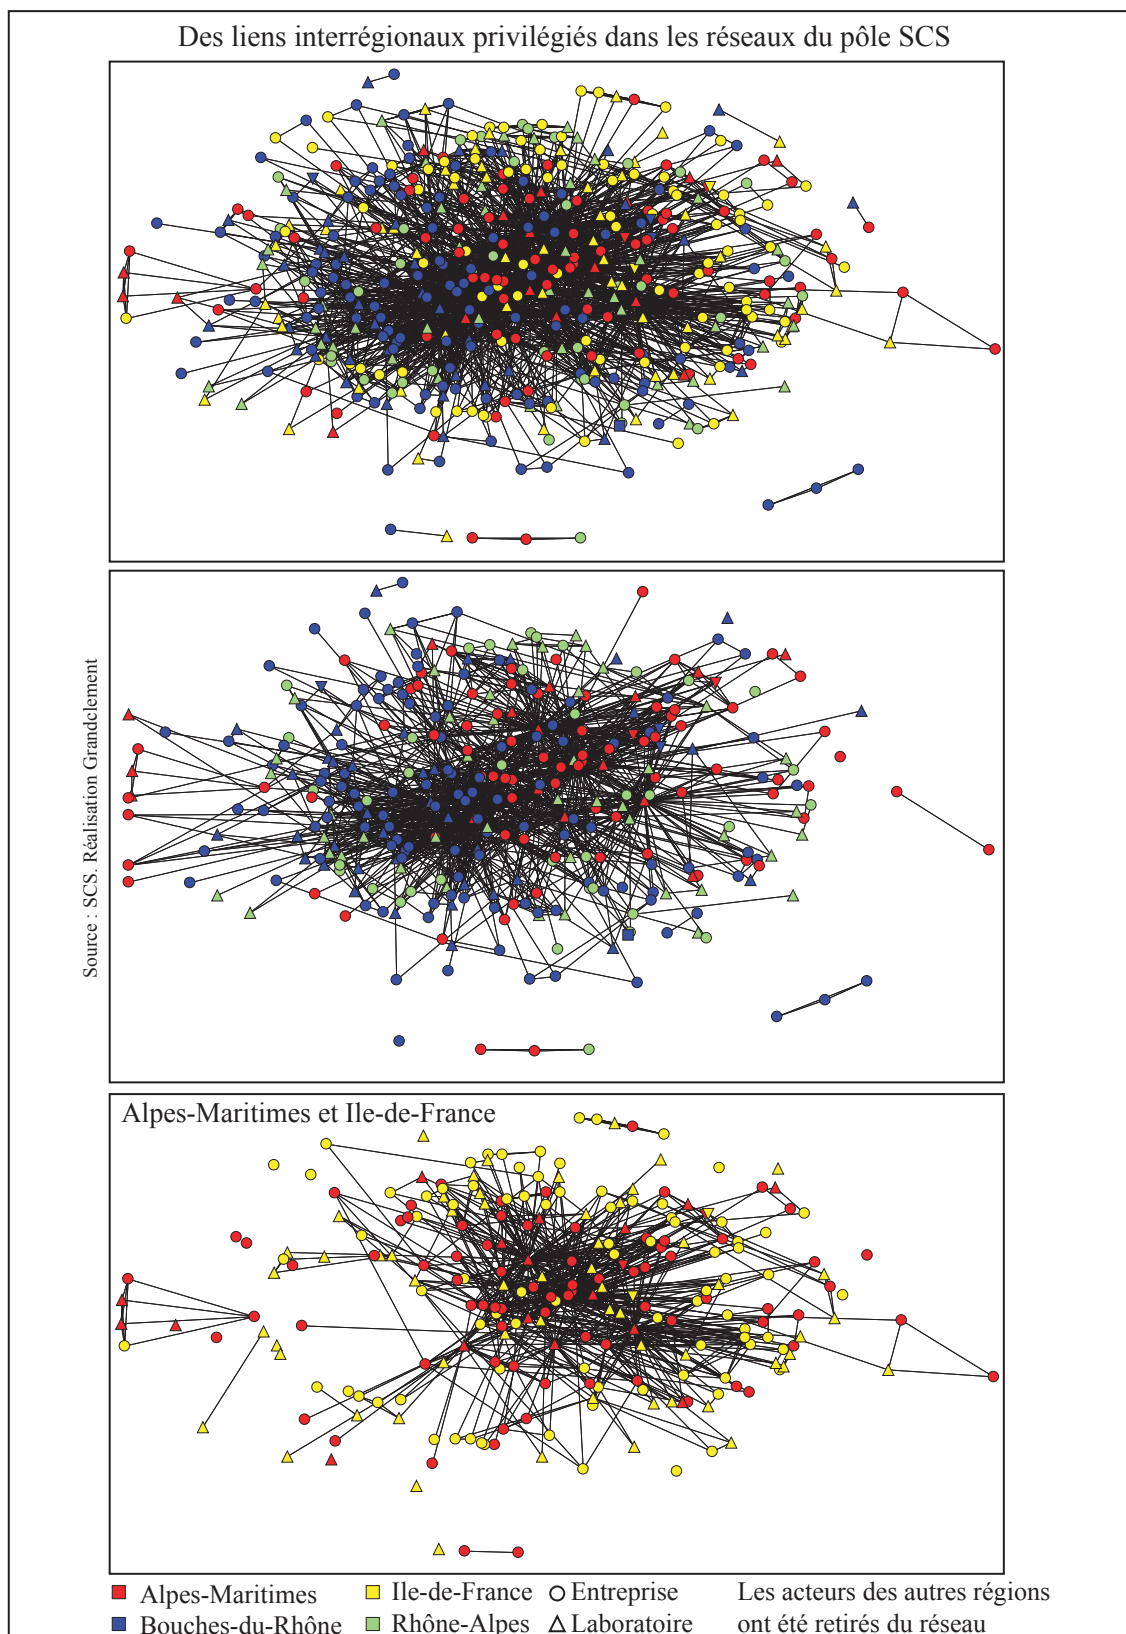 Des liens interrégionaux privilégiés dans les réseaux du pôle SCS
Source : SCS. Réalisation Grandclement
Alpes-Maritimes et Ile-de-France
Alpes-Maritimes
Ile-de-France
Entreprise
Les acteurs des autres régions
Bouches-du-Rhône
Rhône-Alpes
Laboratoire
ont été retirés du réseau